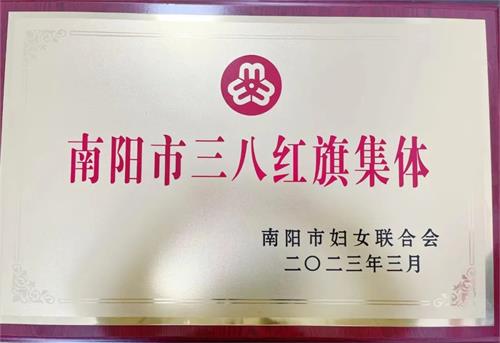 南阳市三八红旗集体
南阳市妇女联合会
二〇二三年三月